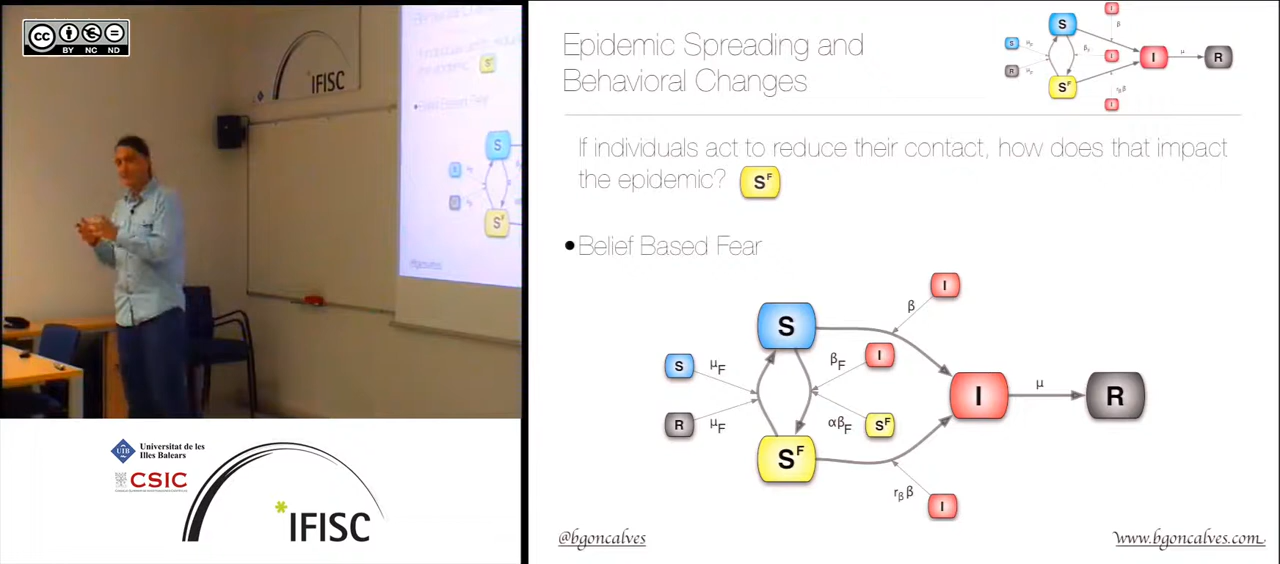 cc BY NC ND
IFISC
S
S^F
Universitat de les
Illes Balears
UIB
CSIC
*IFISC
Epidemic Spreading and
Behavioral Changes
S
S
R
S^F
I
I
I
I
R
μ
β
If individuals act to reduce their contact, how does that impact
the epidemic? S^F
•Belief Based Fear
I
β
S
S μ_F
β_F I
R μ_F
αβ_F S^F
I
μ
R
S^F
r_β β
I
@bgoncalves
www.bgoncalves.com